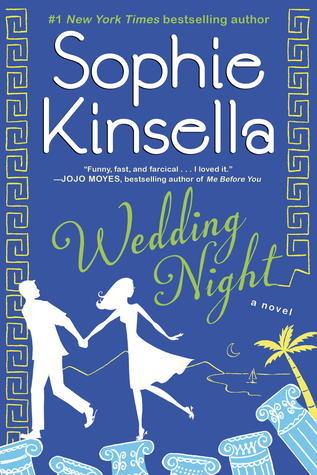 #1 New York Times bestselling author
Sophie
Kinsella
"Funny, fast, and farcical . . . I loved it."
—JOJO MOYES, bestselling author of Me Before You
Wedding
Night
a novel